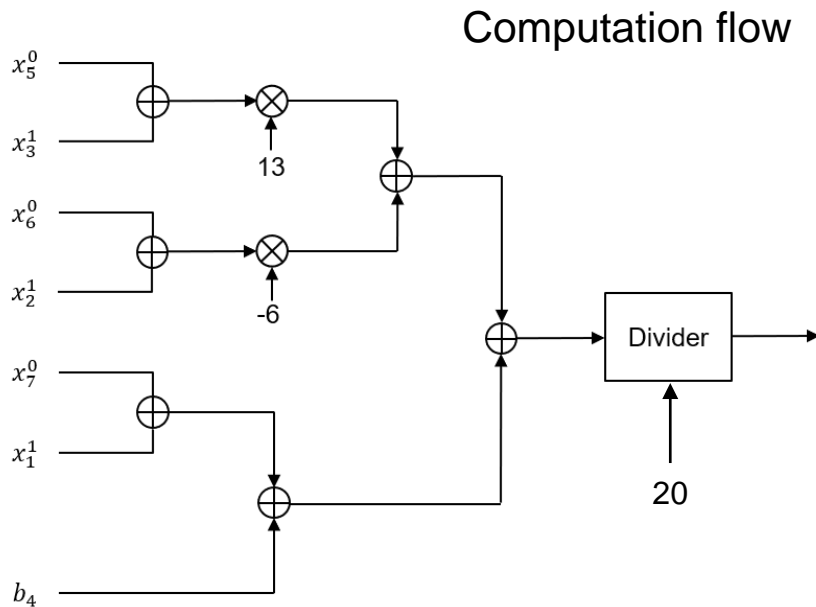 Computation flow
x_5^0
x_3^1
13
x_6^0
x_2^1
-6
Divider
x_7^0
x_1^1
20
b_4